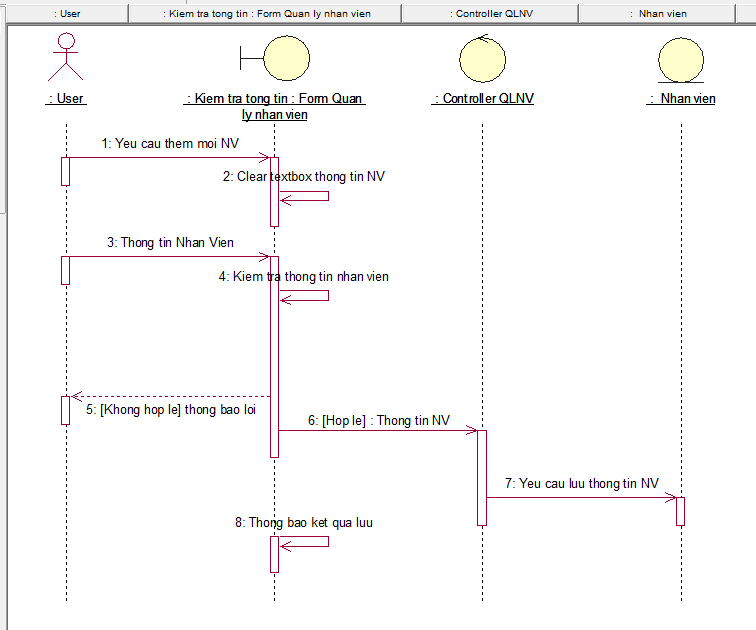 : User
: Kiem tra tong tin : Form Quan ly nhan vien
: Controller QLNV
: Nhan vien
: User
: Kiem tra tong tin : Form Quan
ly nhan vien
: Controller QLNV
: Nhan vien
1: Yeu cau them moi NV
2: Clear textbox thong tin NV
3: Thong tin Nhan Vien
4: Kiem tra thong tin nhan vien
5: [Khong hop le] thong bao loi
6: [Hop le] : Thong tin NV
7: Yeu cau luu thong tin NV
8: Thong bao ket qua luu